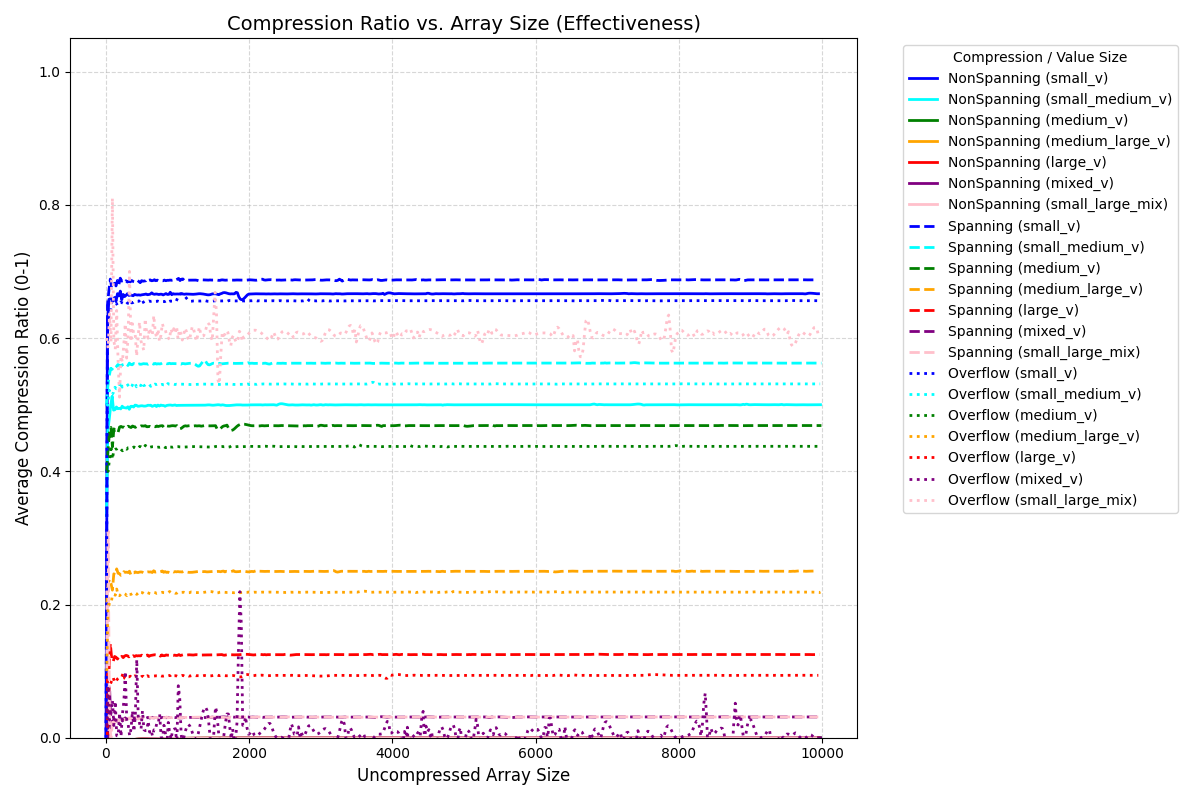 Compression Ratio vs. Array Size (Effectiveness)
Average Compression Ratio (0-1)
1.0
0.8
0.6
0.4
0.2
0.0
0
2000
4000
6000
8000
10000
Uncompressed Array Size
Compression / Value Size
NonSpanning (small_v)
NonSpanning (small_medium_v)
NonSpanning (medium_v)
NonSpanning (medium_large_v)
NonSpanning (large_v)
NonSpanning (mixed_v)
NonSpanning (small_large_mix)
Spanning (small_v)
Spanning (small_medium_v)
Spanning (medium_v)
Spanning (medium_large_v)
Spanning (large_v)
Spanning (mixed_v)
Spanning (small_large_mix)
Overflow (small_v)
Overflow (small_medium_v)
Overflow (medium_v)
Overflow (medium_large_v)
Overflow (large_v)
Overflow (mixed_v)
Overflow (small_large_mix)